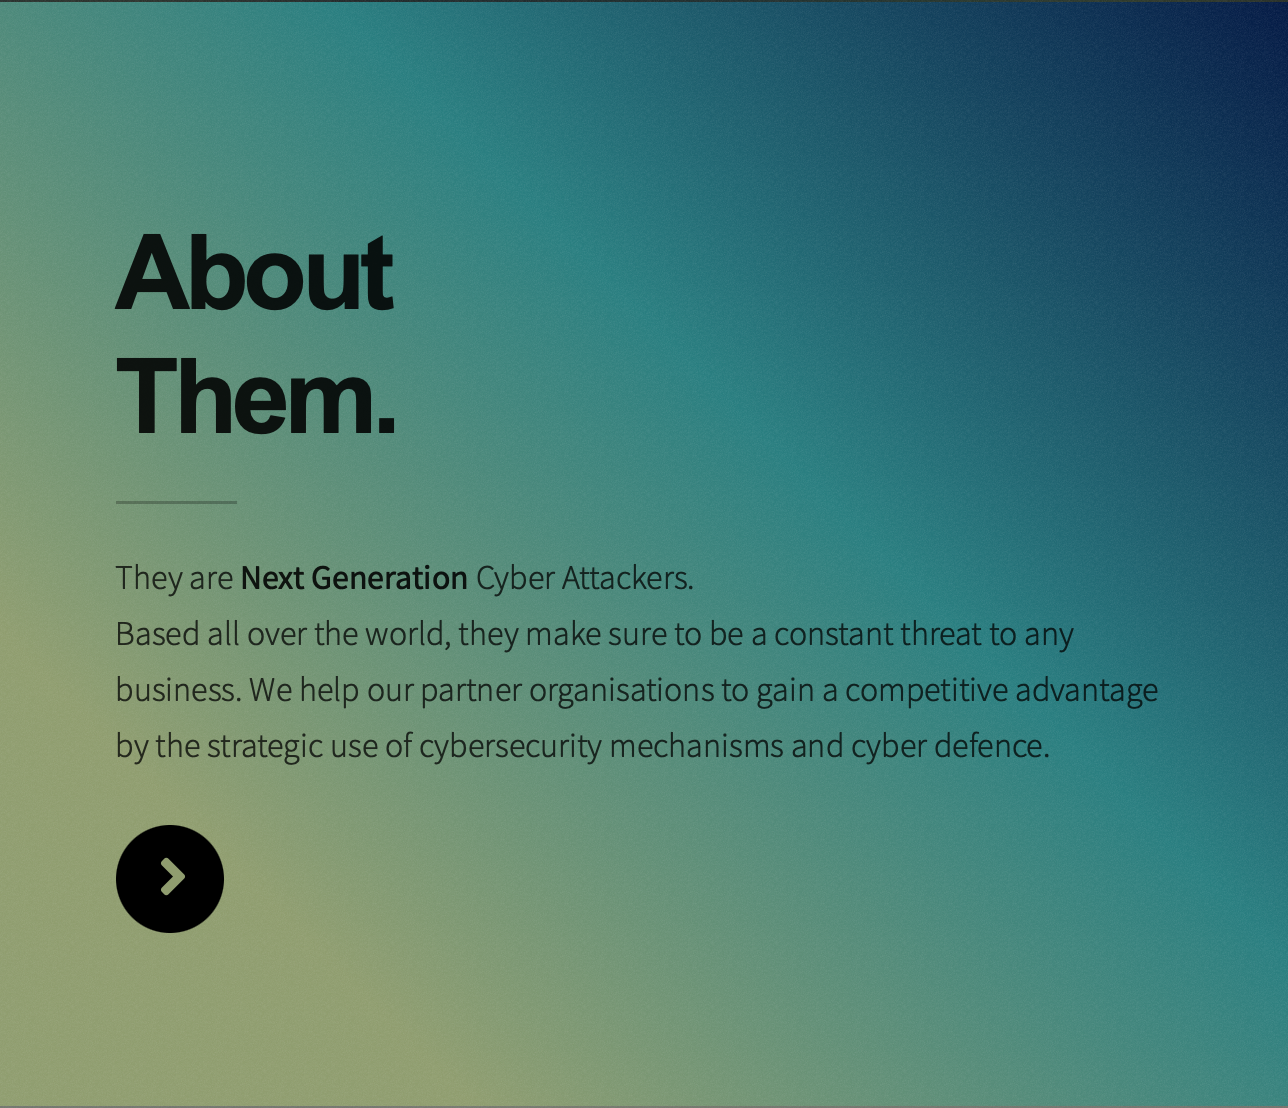 About
Them.
They are Next Generation Cyber Attackers.
Based all over the world, they make sure to be a constant threat to any
business. We help our partner organisations to gain a competitive advantage
by the strategic use of cybersecurity mechanisms and cyber defence.